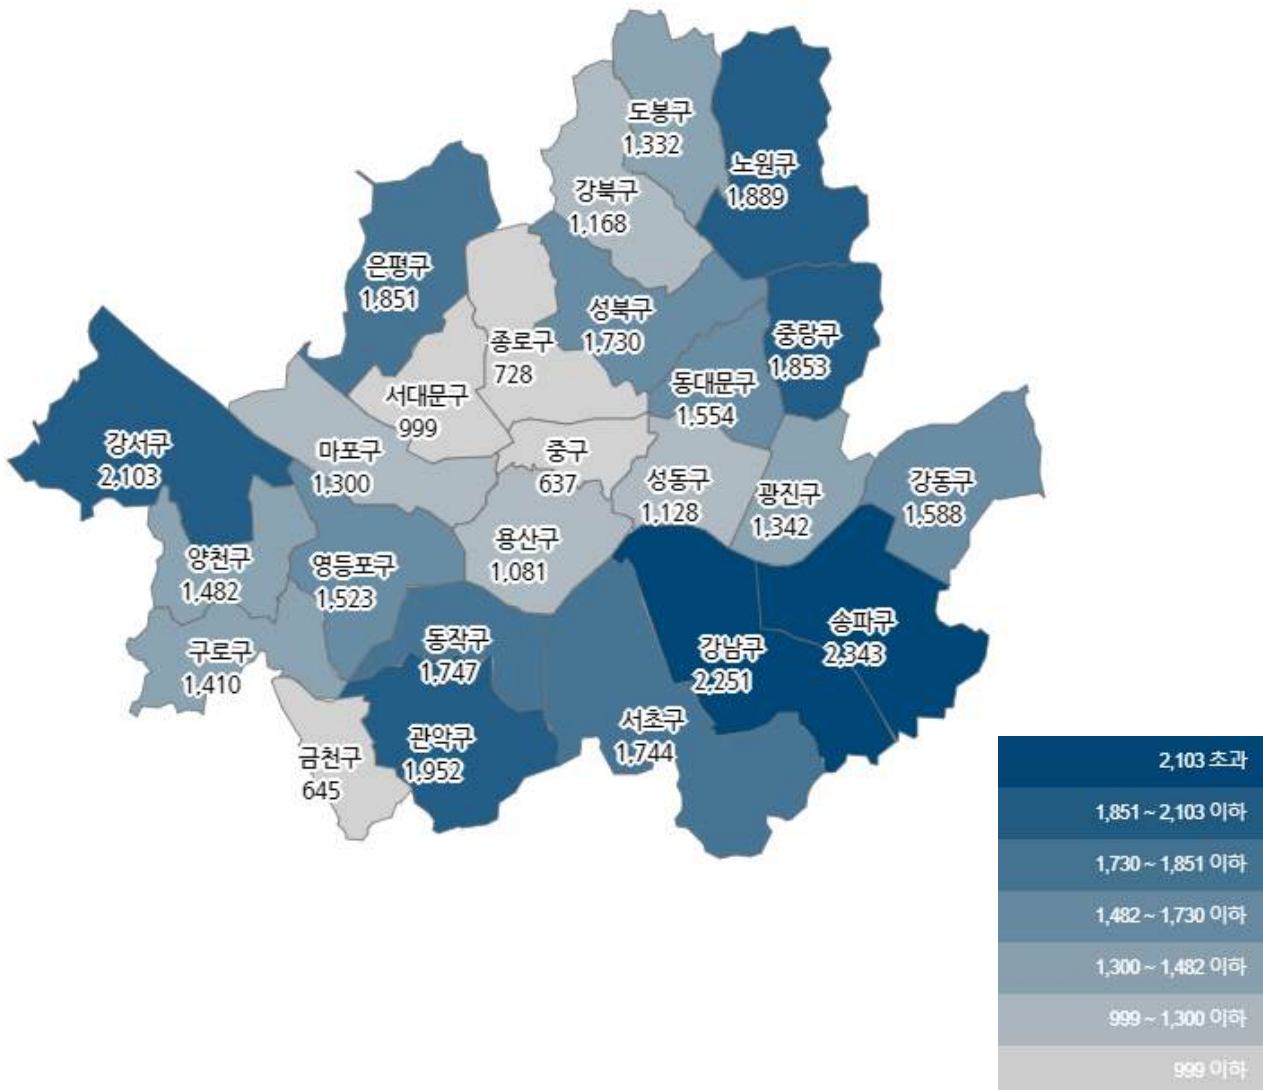 도봉구
1,332
노원구
1,889
강북구
1,168
은평구
1,851
성북구
1,730
종로구
728
중랑구
1,853
서대문구
999
동대문구
1,554
강서구
2,103
마포구
1,300
중구
637
성동구
1,128
광진구
1,342
강동구
1,588
양천구
1,482
영등포구
1,523
용산구
1,081
구로구
1,410
동작구
1,747
강남구
2,251
송파구
2,343
금천구
645
관악구
1,952
서초구
1,744
2,103 초과
1,851 ~ 2,103 이하
1,730 ~ 1,851 이하
1,482 ~ 1,730 이하
1,300 ~ 1,482 이하
999 ~ 1,300 이하
999 이하